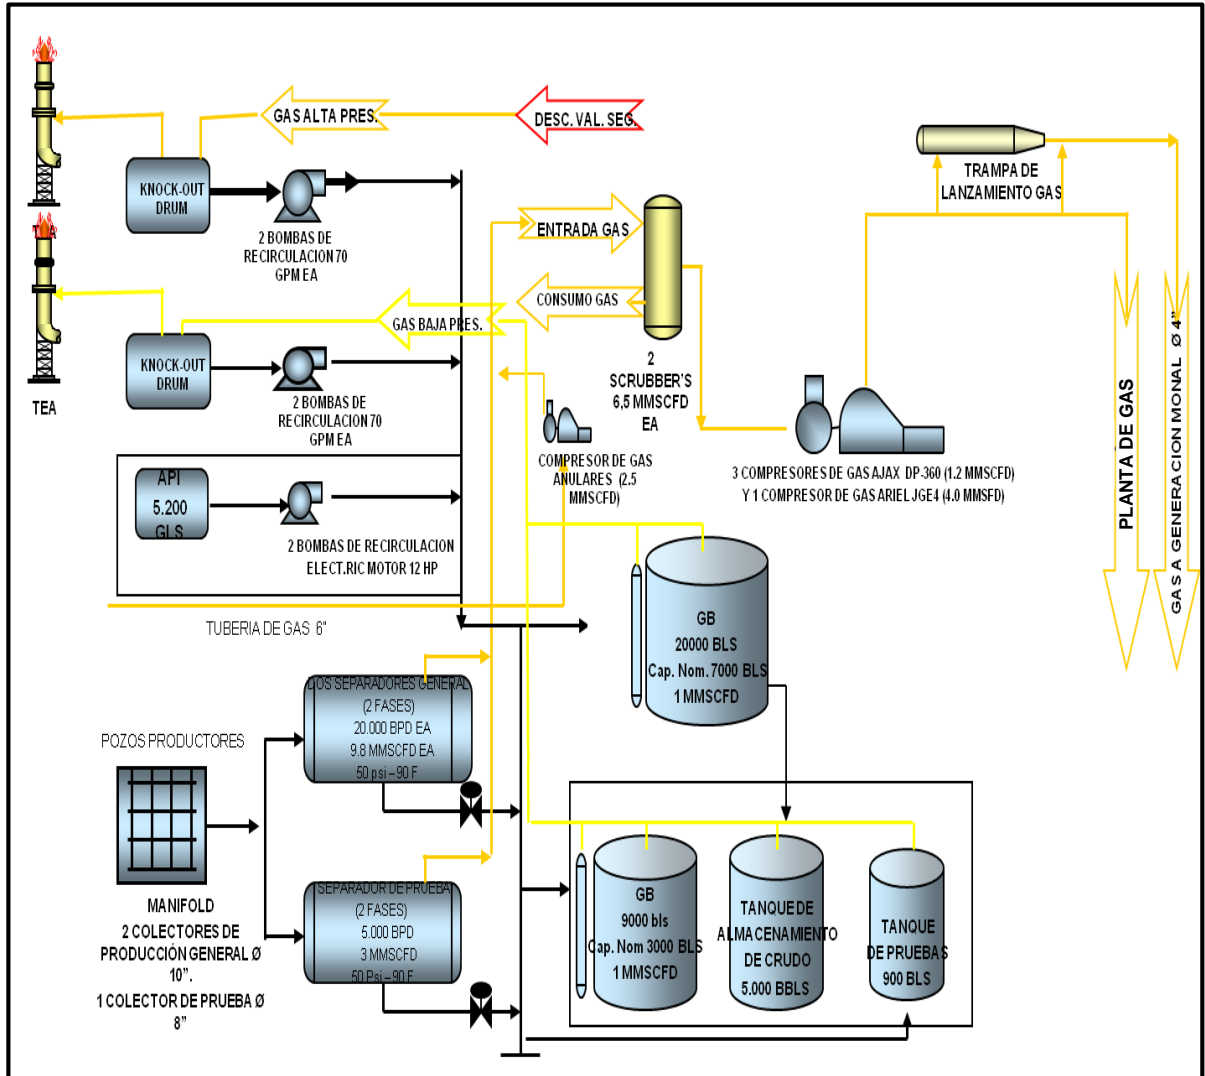 GAS ALTA PRES.
DESC. VAL. SEG.
KNOCK-OUT
DRUM
2 BOMBAS DE
RECIRCULACION 70
GPM EA
TRAMPA DE
LANZAMIENTO GAS
ENTRADA GAS
CONSUMO GAS
GAS BAJA PRES.
KNOCK-OUT
DRUM
TEA
2 BOMBAS DE
RECIRCULACION 70
GPM EA
2
SCRUBBER'S
6,5 MMSCFD
EA
COMPRESOR DE GAS
ANULARES (2.5
MMSCFD)
3 COMPRESORES DE GAS AJAX DP-360 (1.2 MMSCFD)
Y 1 COMPRESOR DE GAS ARIEL JGE4 (4.0 MMSFD)
PLANTA DE GAS
GAS A GENERACION MONAL Ø 4"
API
5.200
GLS
2 BOMBAS DE RECIRCULACION
ELECT.RIC MOTOR 12 HP
TUBERIA DE GAS 6"
GB
20000 BLS
Cap. Nom. 7000 BLS
1 MMSCFD
DOS SEPARADORES GENERAL
(2 FASES)
20.000 BPD EA
9.8 MMSCFD EA
50 psi – 90 F
POZOS PRODUCTORES
MANIFOLD
2 COLECTORES DE
PRODUCCIÓN GENERAL Ø
10".
1 COLECTOR DE PRUEBA Ø
8"
SEPARADOR DE PRUEBA
(2 FASES)
5.000 BPD
3 MMSCFD
50 Psi – 90 F
GB
9000 bls
Cap. Nom 3000 BLS
1 MMSCFD
TANQUE DE
ALMACENAMIENTO
DE CRUDO
5.000 BBLS
TANQUE
DE PRUEBAS
900 BLS